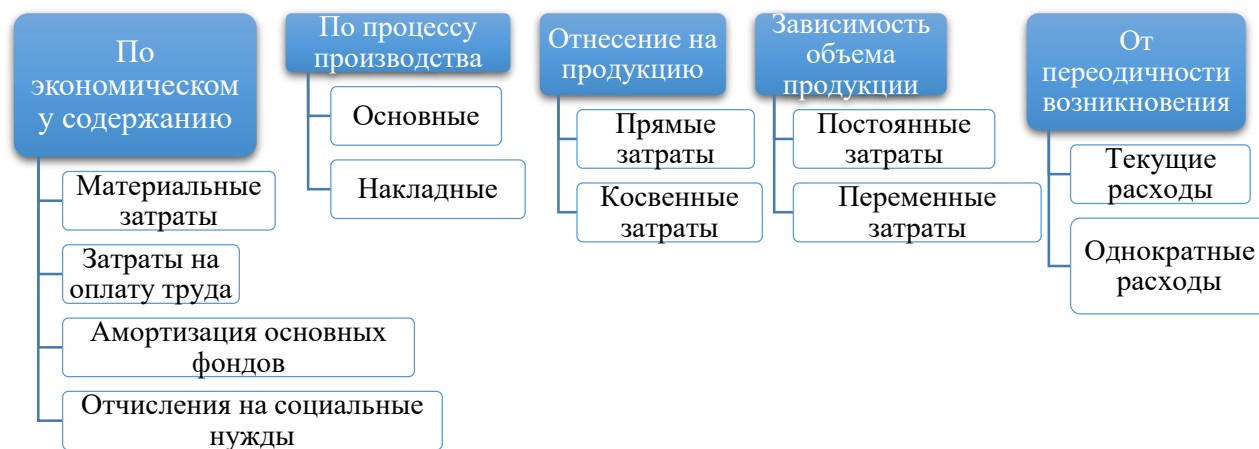 По
экономическом
у содержанию
Материальные
затраты
Затраты на
оплату труда
Амортизация основных
фондов
Отчисления на социальные
нужды
По процессу
производства
Основные
Накладные
Отнесение на
продукцию
Прямые
затраты
Косвенные
затраты
Зависимость
объема
продукции
Постоянные
затраты
Переменные
затраты
От
переодичности
возникновения
Текущие
расходы
Однократные
расходы